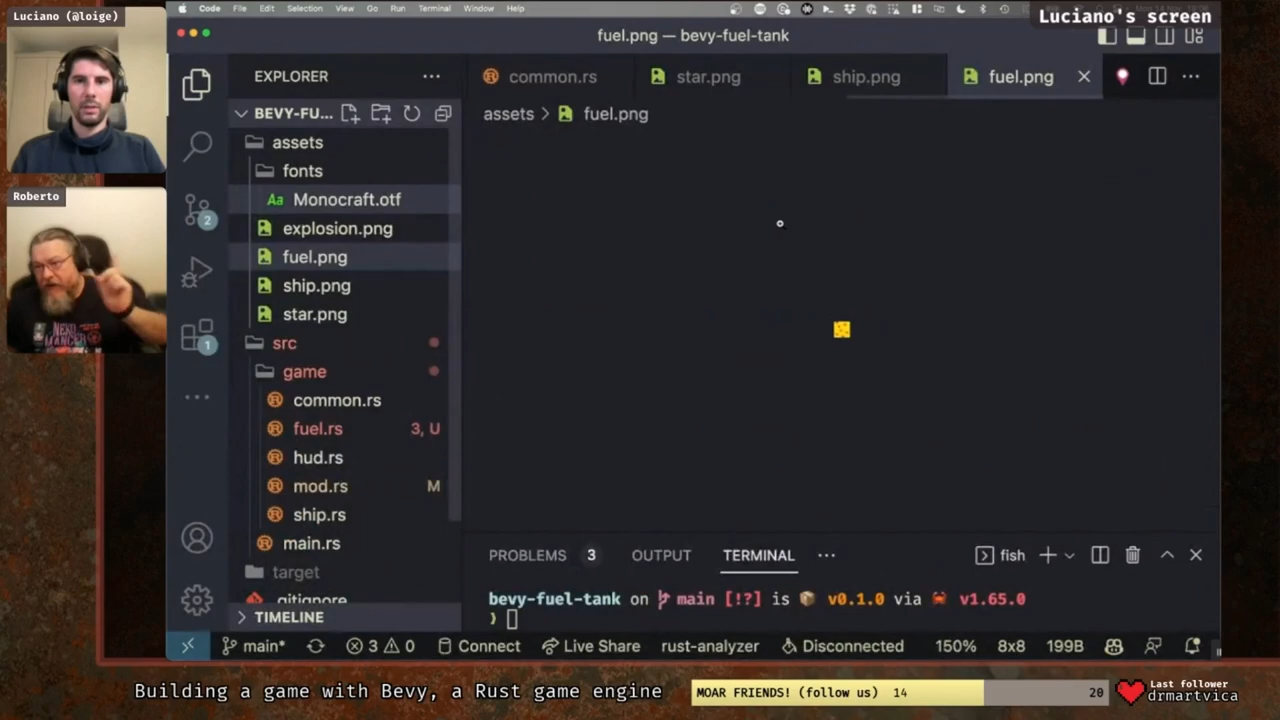 Luciano (@loige)
Roberto
Code File Edit Selection View Go Run Terminal Window Help
Luciano's screen
fuel.png — bevy-fuel-tank
EXPLORER
common.rs
star.png
ship.png
fuel.png
BEVY-FU...
assets > fuel.png
assets
fonts
Aa Monocraft.otf
explosion.png
fuel.png
ship.png
star.png
src
game
common.rs
fuel.rs 3, U
hud.rs
mod.rs M
ship.rs
main.rs
target
.gitignore
TIMELINE
2
1
PROBLEMS 3 OUTPUT TERMINAL ... fish
bevy-fuel-tank on main [!?] is v0.1.0 via v1.65.0
main* 3 0 Connect Live Share rust-analyzer Disconnected 150% 8x8 199B
Building a game with Bevy, a Rust game engine
MOAR FRIENDS! (follow us) 14 20
Last follower
drmartvica